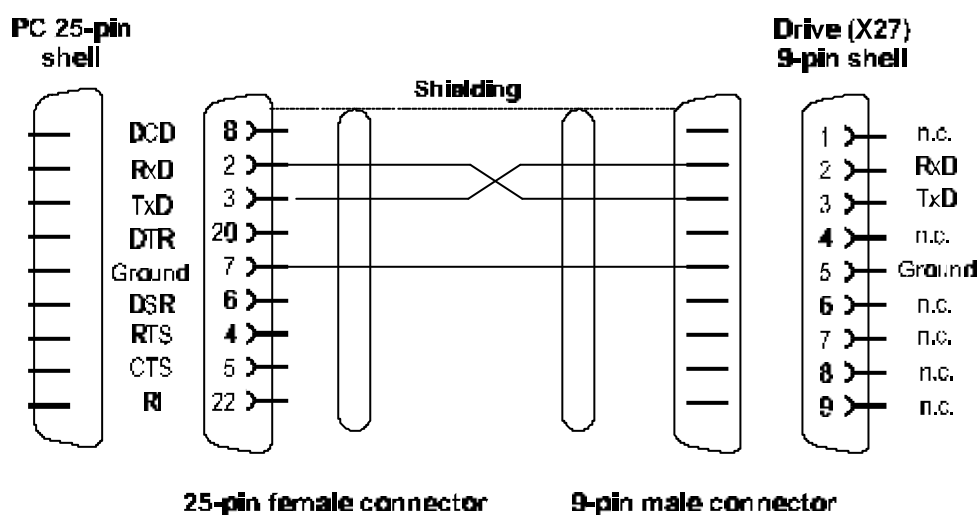 PC 25-pin
shell
Drive (X27)
9-pin shell
Shielding
DCD 8
RxD 2
TxD 3
DTR 20
Ground 7
DSR 6
RTS 4
CTS 5
RI 22
1 n.c.
2 RxD
3 TxD
4 n.c.
5 Ground
6 n.c.
7 n.c.
8 n.c.
9 n.c.
25-pin female connector
9-pin male connector